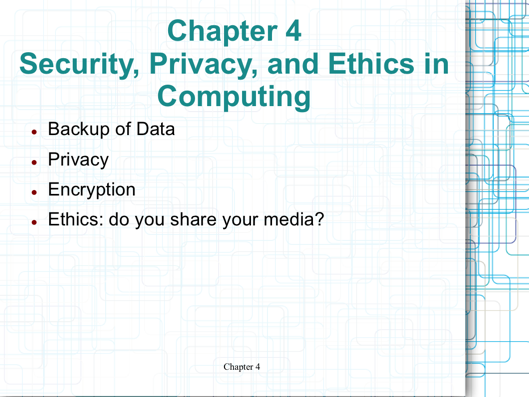 Chapter 4
Security, Privacy, and Ethics in
Computing
● Backup of Data
● Privacy
● Encryption
● Ethics: do you share your media?
Chapter 4